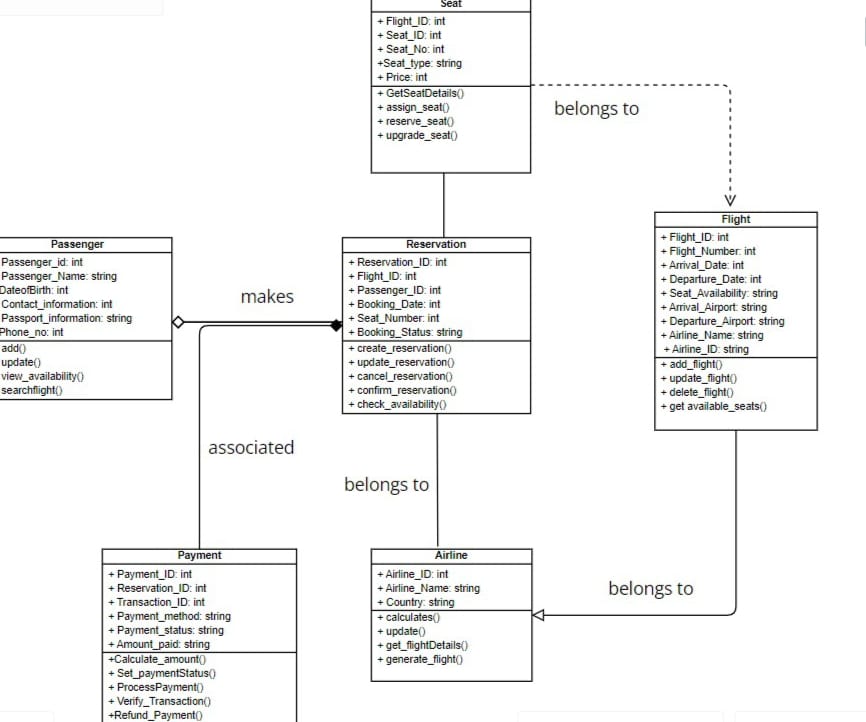 Seat
+ Flight_ID: int
+ Seat_ID: int
+ Seat_No: int
+Seat_type: string
+ Price: int
+ GetSeatDetails()
+ assign_seat()
+ reserve_seat()
+ upgrade_seat()
belongs to
Passenger
Passenger_id: int
Passenger_Name: string
DateofBirth: int
Contact_information: int
Passport_information: string
Phone_no: int
add()
update()
view_availability()
searchflight()
makes
Reservation
+ Reservation_ID: int
+ Flight_ID: int
+ Passenger_ID: int
+ Booking_Date: int
+ Seat_Number: int
+ Booking_Status: string
+ create_reservation()
+ update_reservation()
+ cancel_reservation()
+ confirm_reservation()
+ check_availability()
Flight
+ Flight_ID: int
+ Flight_Number: int
+ Arrival_Date: int
+ Departure_Date: int
+ Seat_Availability: string
+ Arrival_Airport: string
+ Departure_Airport: string
+ Airline_Name: string
+ Airline_ID: string
+ add_flight()
+ update_flight()
+ delete_flight()
+ get available_seats()
associated
belongs to
belongs to
Payment
+ Payment_ID: int
+ Reservation_ID: int
+ Transaction_ID: int
+ Payment_method: string
+ Payment_status: string
+ Amount_paid: string
+Calculate_amount()
+ Set_paymentStatus()
+ ProcessPayment()
+ Verify_Transaction()
+Refund_Payment()
Airline
+ Airline_ID: int
+ Airline_Name: string
+ Country: string
+ calculates()
+ update()
+ get_flightDetails()
+ generate_flight()